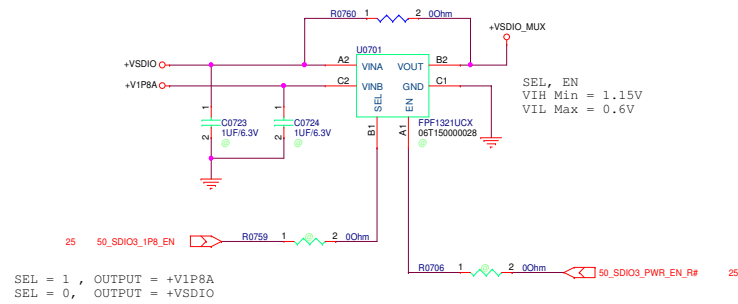 R0760 1 2 0Ohm
+VSDIO_MUX
U0701
+VSDIO A2 VINA VOUT B2
+V1P8A C2 VINB GND C1
SEL EN
SEL, EN
VIH Min = 1.15V
VIL Max = 0.6V
1 1
C0723 C0724
1UF/6.3V 1UF/6.3V
2 2
@ @
B1 A1
FPF1321UCX
06T150000028
@
25 50_SDIO3_1P8_EN R0759 1 @ 2 0Ohm
R0706 1 @ 2 0Ohm 50_SDIO3_PWR_EN_R# 25
SEL = 1 , OUTPUT = +V1P8A
SEL = 0, OUTPUT = +VSDIO